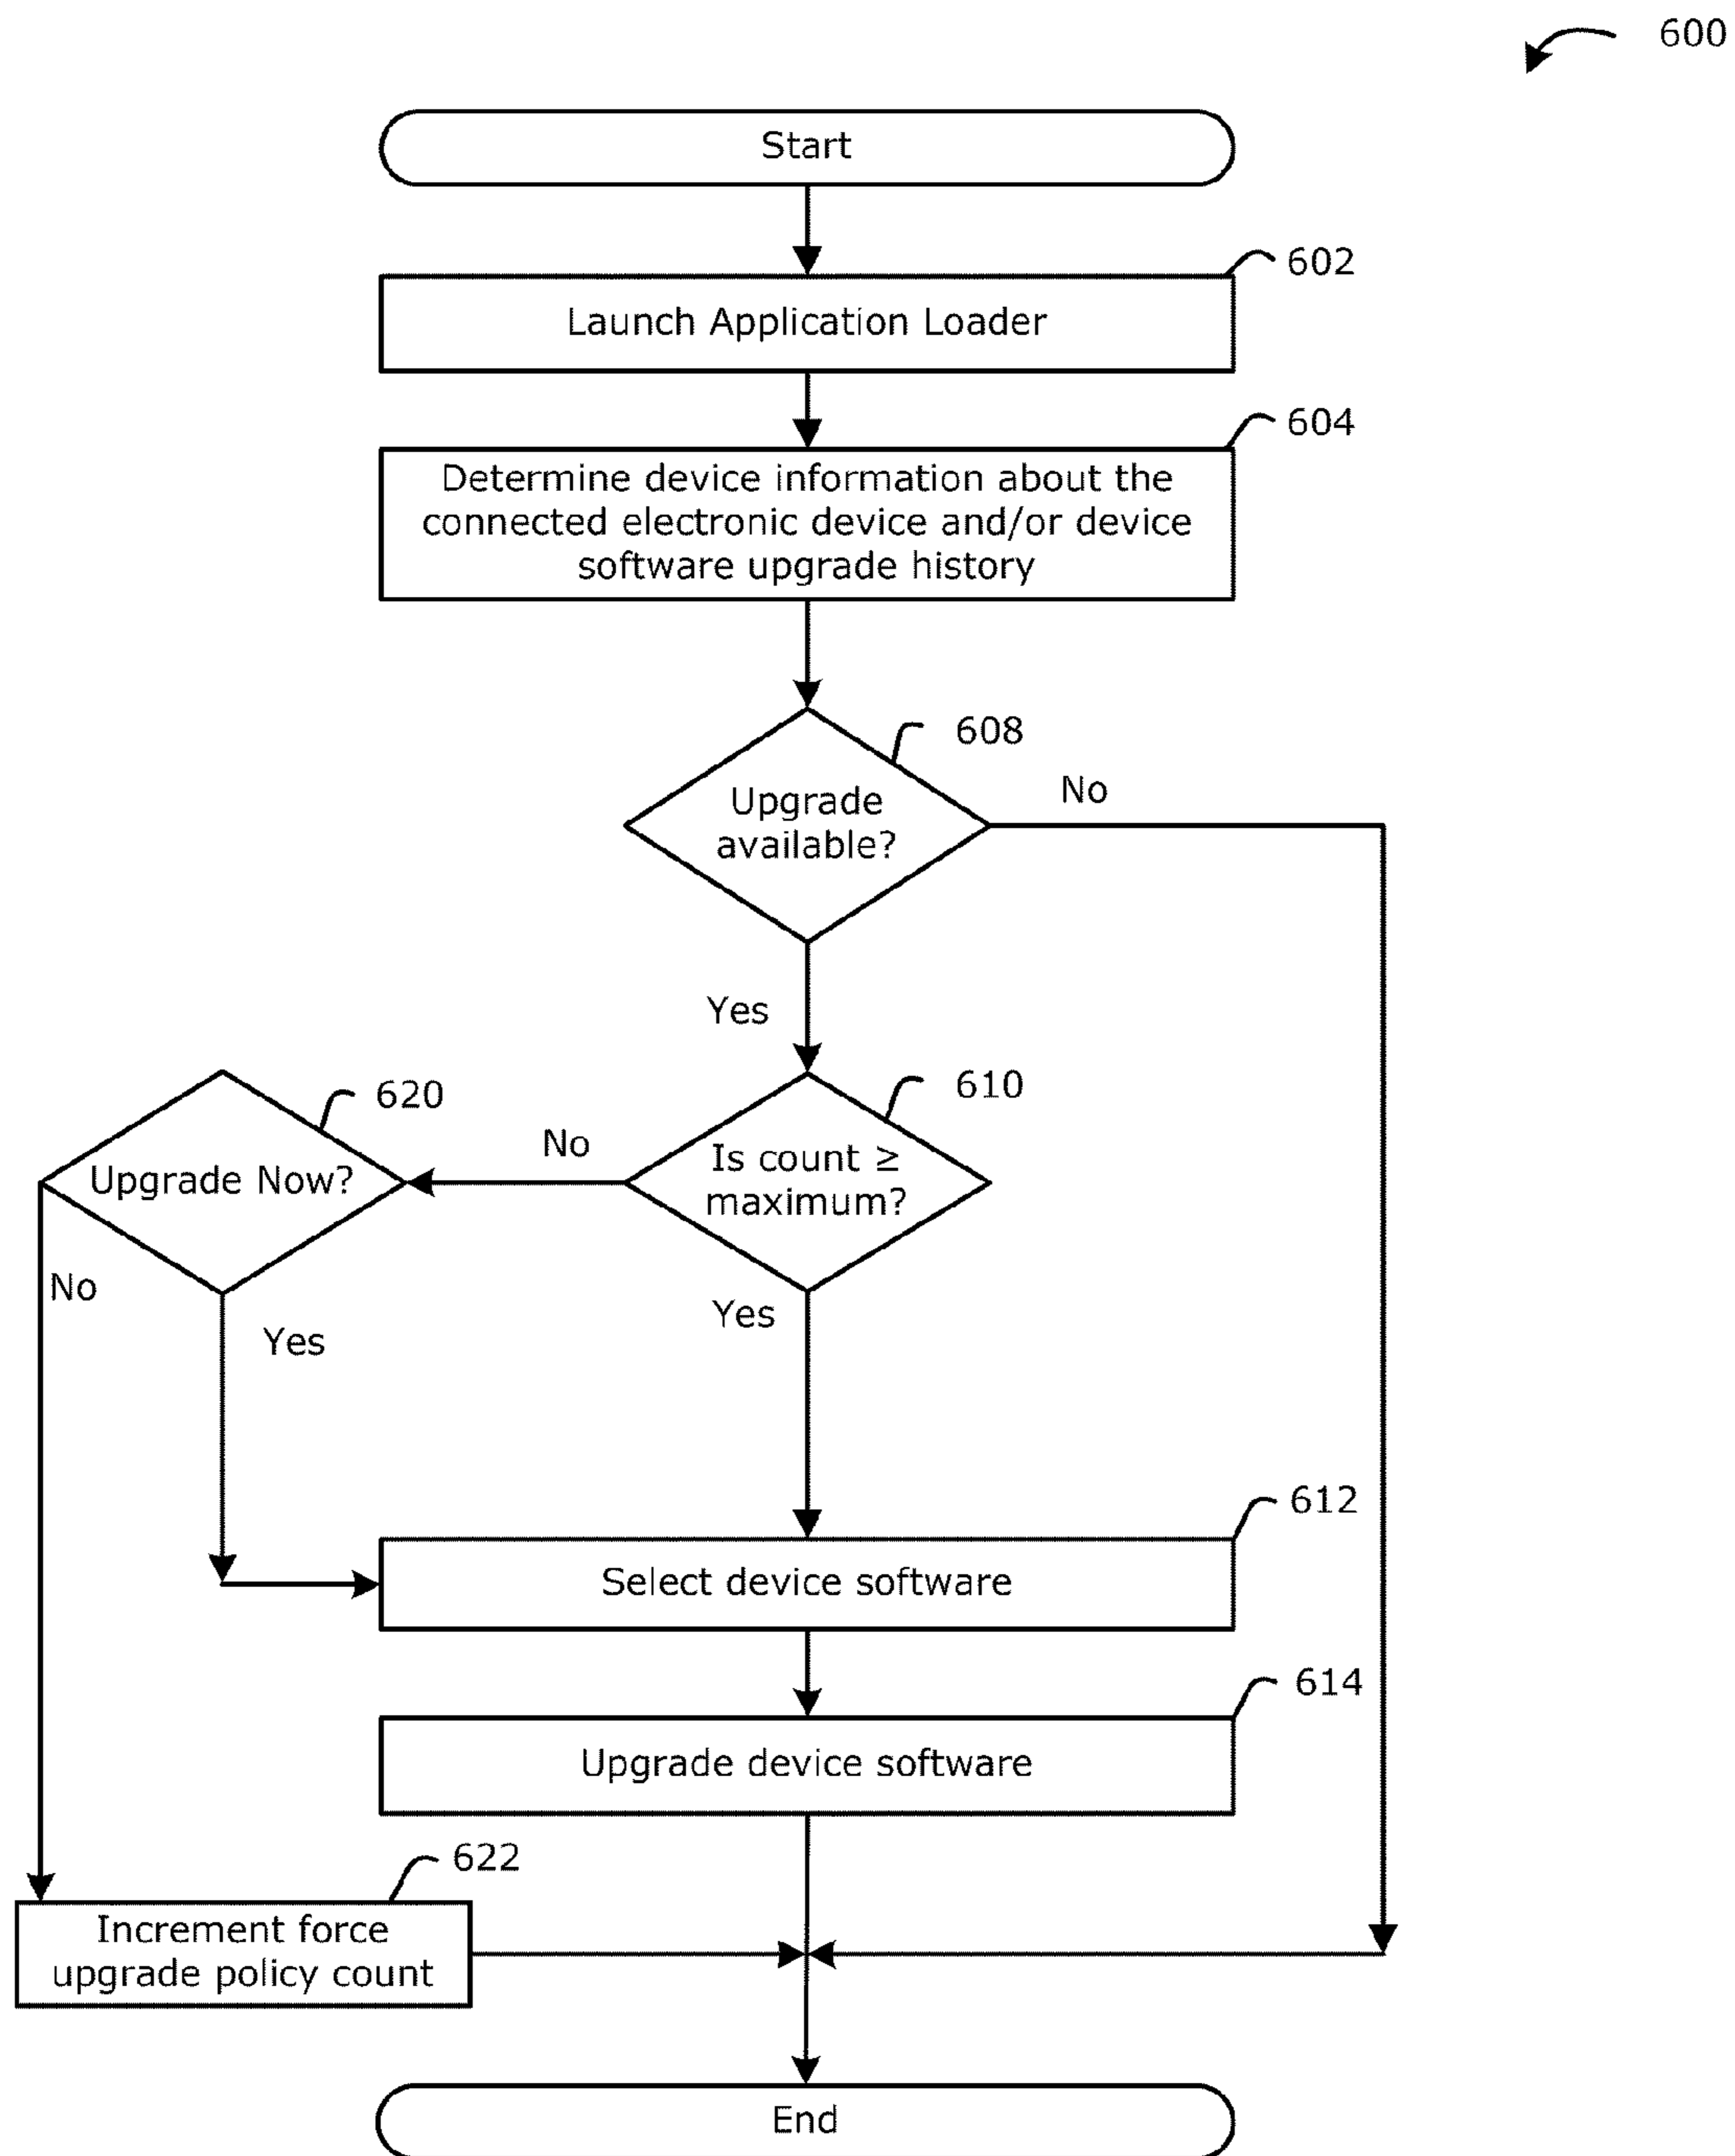 600
Start
602
Launch Application Loader
604
Determine device information about the
connected electronic device and/or device
software upgrade history
608
Upgrade
available?
No
Yes
620
610
Upgrade Now?
No
Is count ≥
maximum?
No
Yes
Yes
612
Select device software
614
Upgrade device software
622
Increment force
upgrade policy count
End